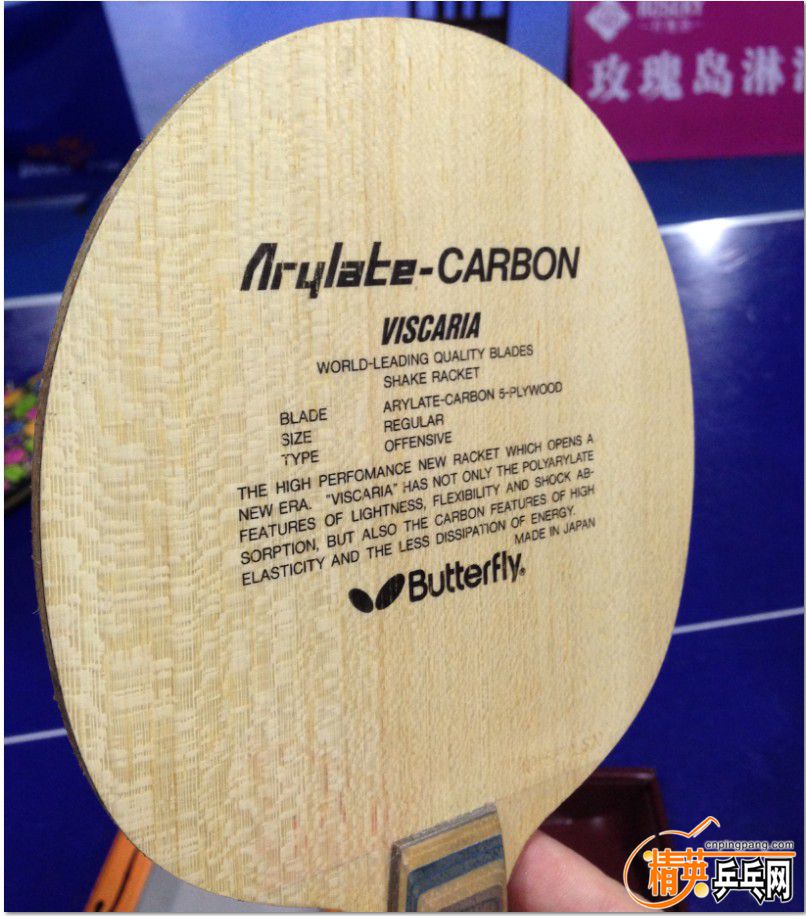 玫瑰岛淋
Arylate-CARBON
VISCARIA
WORLD-LEADING QUALITY BLADES
SHAKE RACKET
BLADE ARYLATE-CARBON 5-PLYWOOD
SIZE REGULAR
TYPE OFFENSIVE
THE HIGH PERFOMANCE NEW RACKET WHICH OPENS A
NEW ERA. "VISCARIA" HAS NOT ONLY THE POLYARYLATE
FEATURES OF LIGHTNESS, FLEXIBILITY AND SHOCK AB-
SORPTION, BUT ALSO THE CARBON FEATURES OF HIGH
ELASTICITY AND THE LESS DISSIPATION OF ENERGY.
MADE IN JAPAN
Butterfly®
cnpingpang.com
精英乒乓网